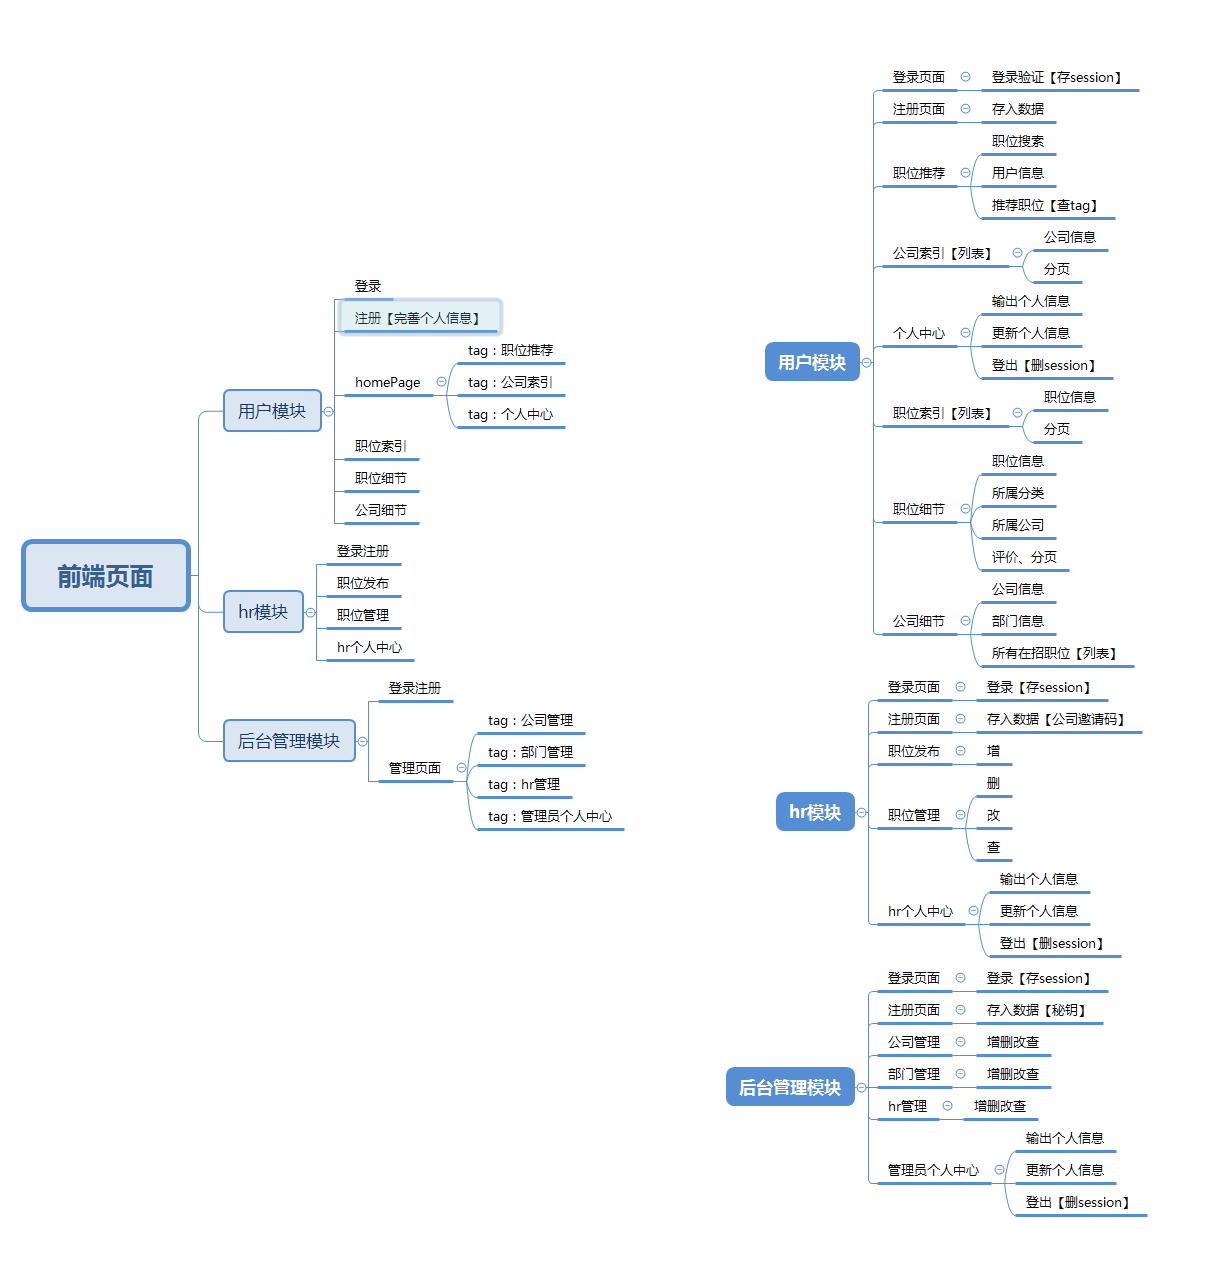 前端页面
用户模块
登录
注册【完善个人信息】
homePage
tag：职位推荐
tag：公司索引
tag：个人中心
职位索引
职位细节
公司细节
hr模块
登录注册
职位发布
职位管理
hr个人中心
后台管理模块
登录注册
管理页面
tag：公司管理
tag：部门管理
tag：hr管理
tag：管理员个人中心
用户模块
登录页面
登录验证【存session】
注册页面
存入数据
职位推荐
职位搜素
用户信息
推荐职位【查tag】
公司索引【列表】
公司信息
分页
个人中心
输出个人信息
更新个人信息
登出【删session】
职位索引【列表】
职位信息
分页
职位细节
职位信息
所属分类
所属公司
评价、分页
公司细节
公司信息
部门信息
所有在招职位【列表】
hr模块
登录页面
登录【存session】
注册页面
存入数据【公司邀请码】
职位发布
增
职位管理
删
改
查
hr个人中心
输出个人信息
更新个人信息
登出【删session】
后台管理模块
登录页面
登录【存session】
注册页面
存入数据【秘钥】
公司管理
增删改查
部门管理
增删改查
hr管理
增删改查
管理员个人中心
输出个人信息
更新个人信息
登出【删session】